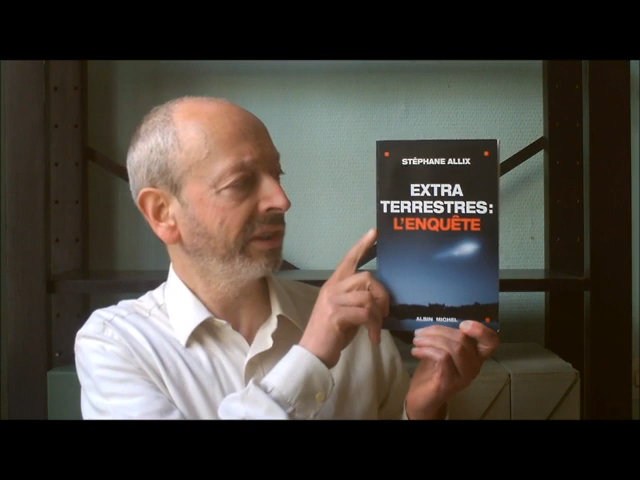 STÉPHANE ALLIX
EXTRA
TERRESTRES:
L'ENQUÊTE
ALBIN MICHEL